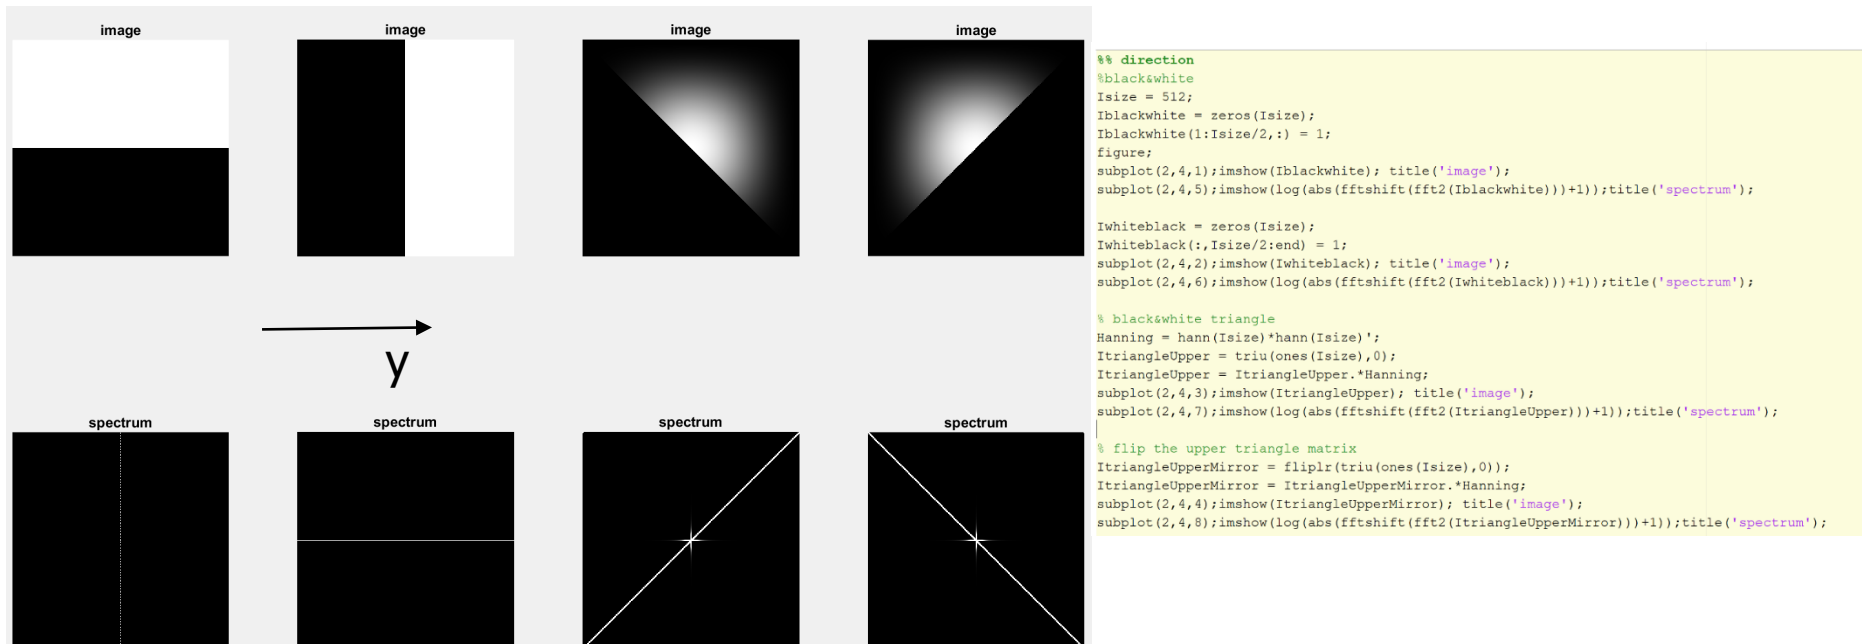 image
image
image
image
y
spectrum
spectrum
spectrum
spectrum
%% direction
%black&white
Isize = 512;
Iblackwhite = zeros(Isize);
Iblackwhite(1:Isize/2,:) = 1;
figure;
subplot(2,4,1);imshow(Iblackwhite); title('image');
subplot(2,4,5);imshow(log(abs(fftshift(fft2(Iblackwhite)))+1));title('spectrum');
Iwhiteblack = zeros(Isize);
Iwhiteblack(:,Isize/2:end) = 1;
subplot(2,4,2);imshow(Iwhiteblack); title('image');
subplot(2,4,6);imshow(log(abs(fftshift(fft2(Iwhiteblack)))+1));title('spectrum');
% black&white triangle
Hanning = hann(Isize)*hann(Isize)';
ItriangleUpper = triu(ones(Isize),0);
ItriangleUpper = ItriangleUpper.*Hanning;
subplot(2,4,3);imshow(ItriangleUpper); title('image');
subplot(2,4,7);imshow(log(abs(fftshift(fft2(ItriangleUpper)))+1));title('spectrum');
% flip the upper triangle matrix
ItriangleUpperMirror = fliplr(triu(ones(Isize),0));
ItriangleUpperMirror = ItriangleUpperMirror.*Hanning;
subplot(2,4,4);imshow(ItriangleUpperMirror); title('image');
subplot(2,4,8);imshow(log(abs(fftshift(fft2(ItriangleUpperMirror)))+1));title('spectrum');